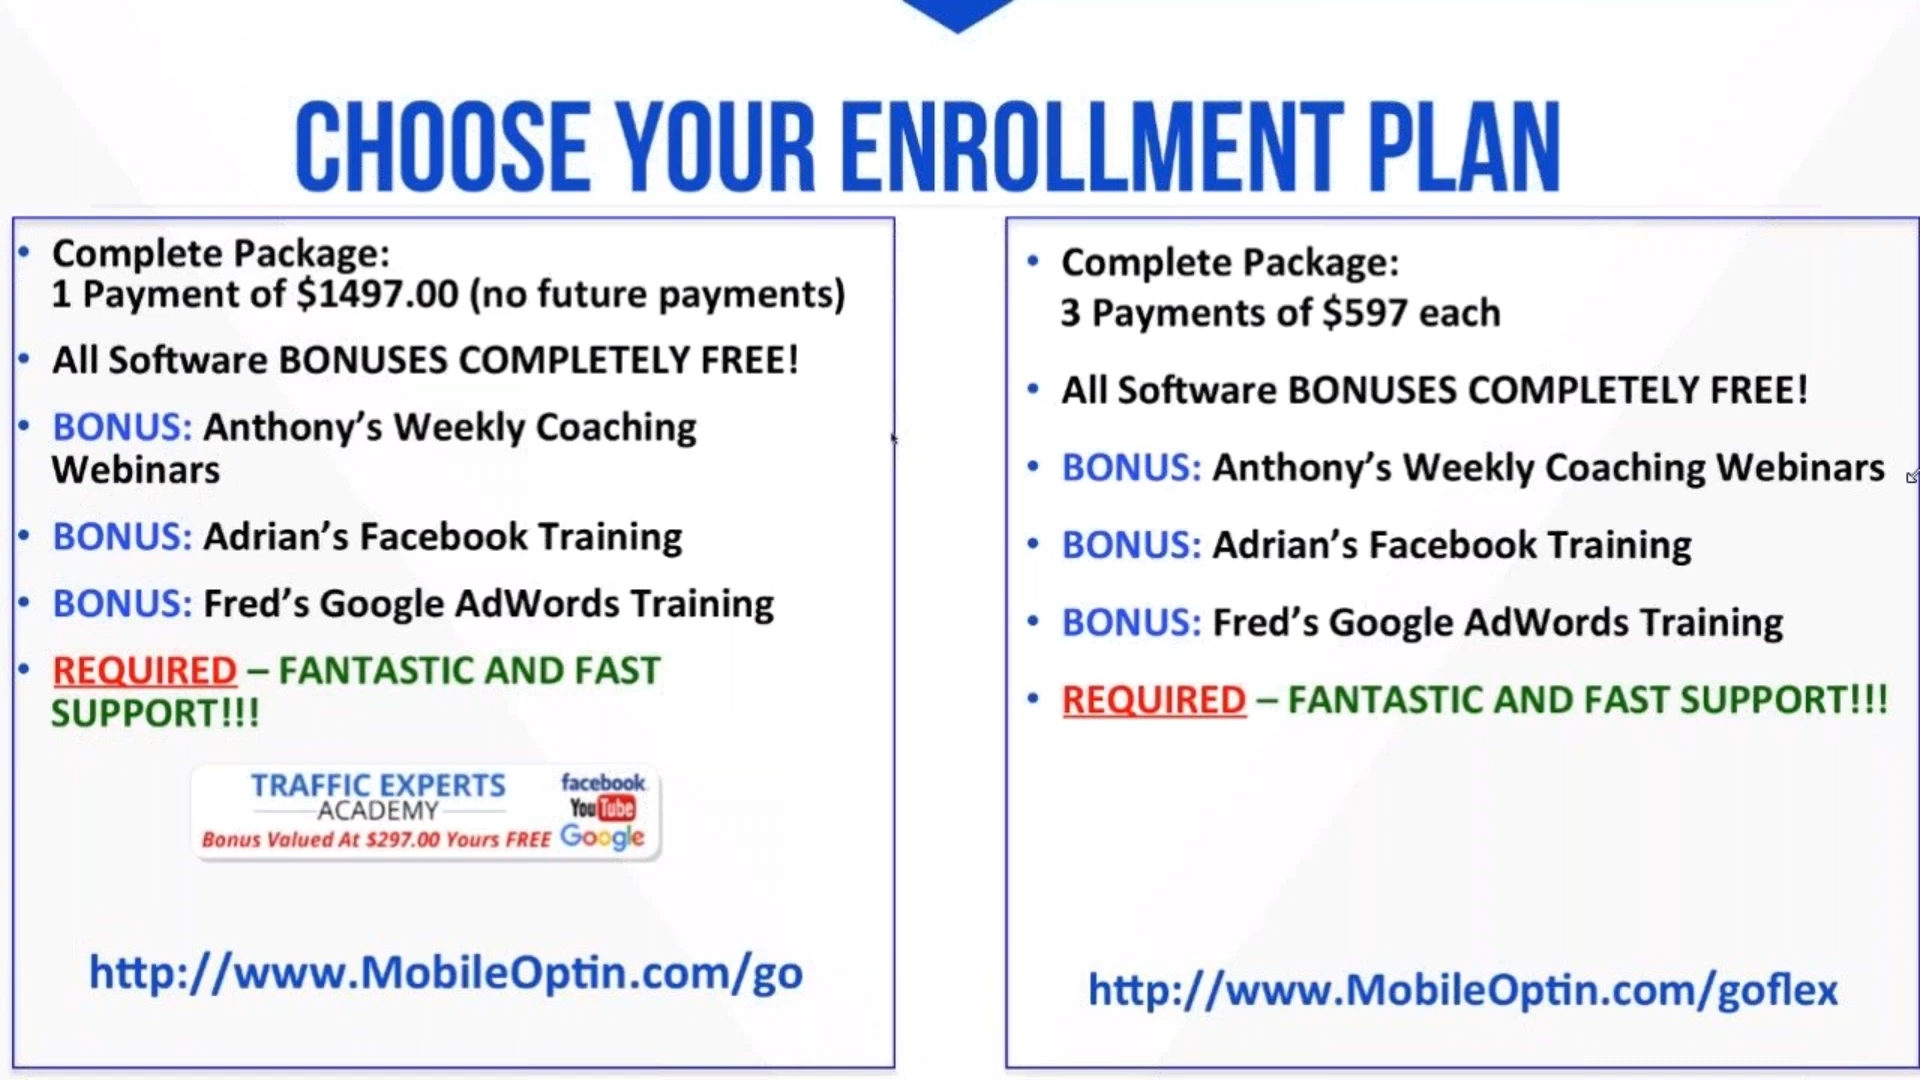 CHOOSE YOUR ENROLLMENT PLAN
• Complete Package:
1 Payment of $1497.00 (no future payments)
• All Software BONUSES COMPLETELY FREE!
• BONUS: Anthony's Weekly Coaching
Webinars
• BONUS: Adrian's Facebook Training
• BONUS: Fred's Google AdWords Training
• REQUIRED – FANTASTIC AND FAST
SUPPORT!!!
TRAFFIC EXPERTS
ACADEMY
Bonus Valued At $297.00 Yours FREE
facebook
YouTube
Google
http://www.MobileOptin.com/go
• Complete Package:
3 Payments of $597 each
• All Software BONUSES COMPLETELY FREE!
• BONUS: Anthony's Weekly Coaching Webinars
• BONUS: Adrian's Facebook Training
• BONUS: Fred's Google AdWords Training
• REQUIRED – FANTASTIC AND FAST SUPPORT!!!
http://www.MobileOptin.com/goflex